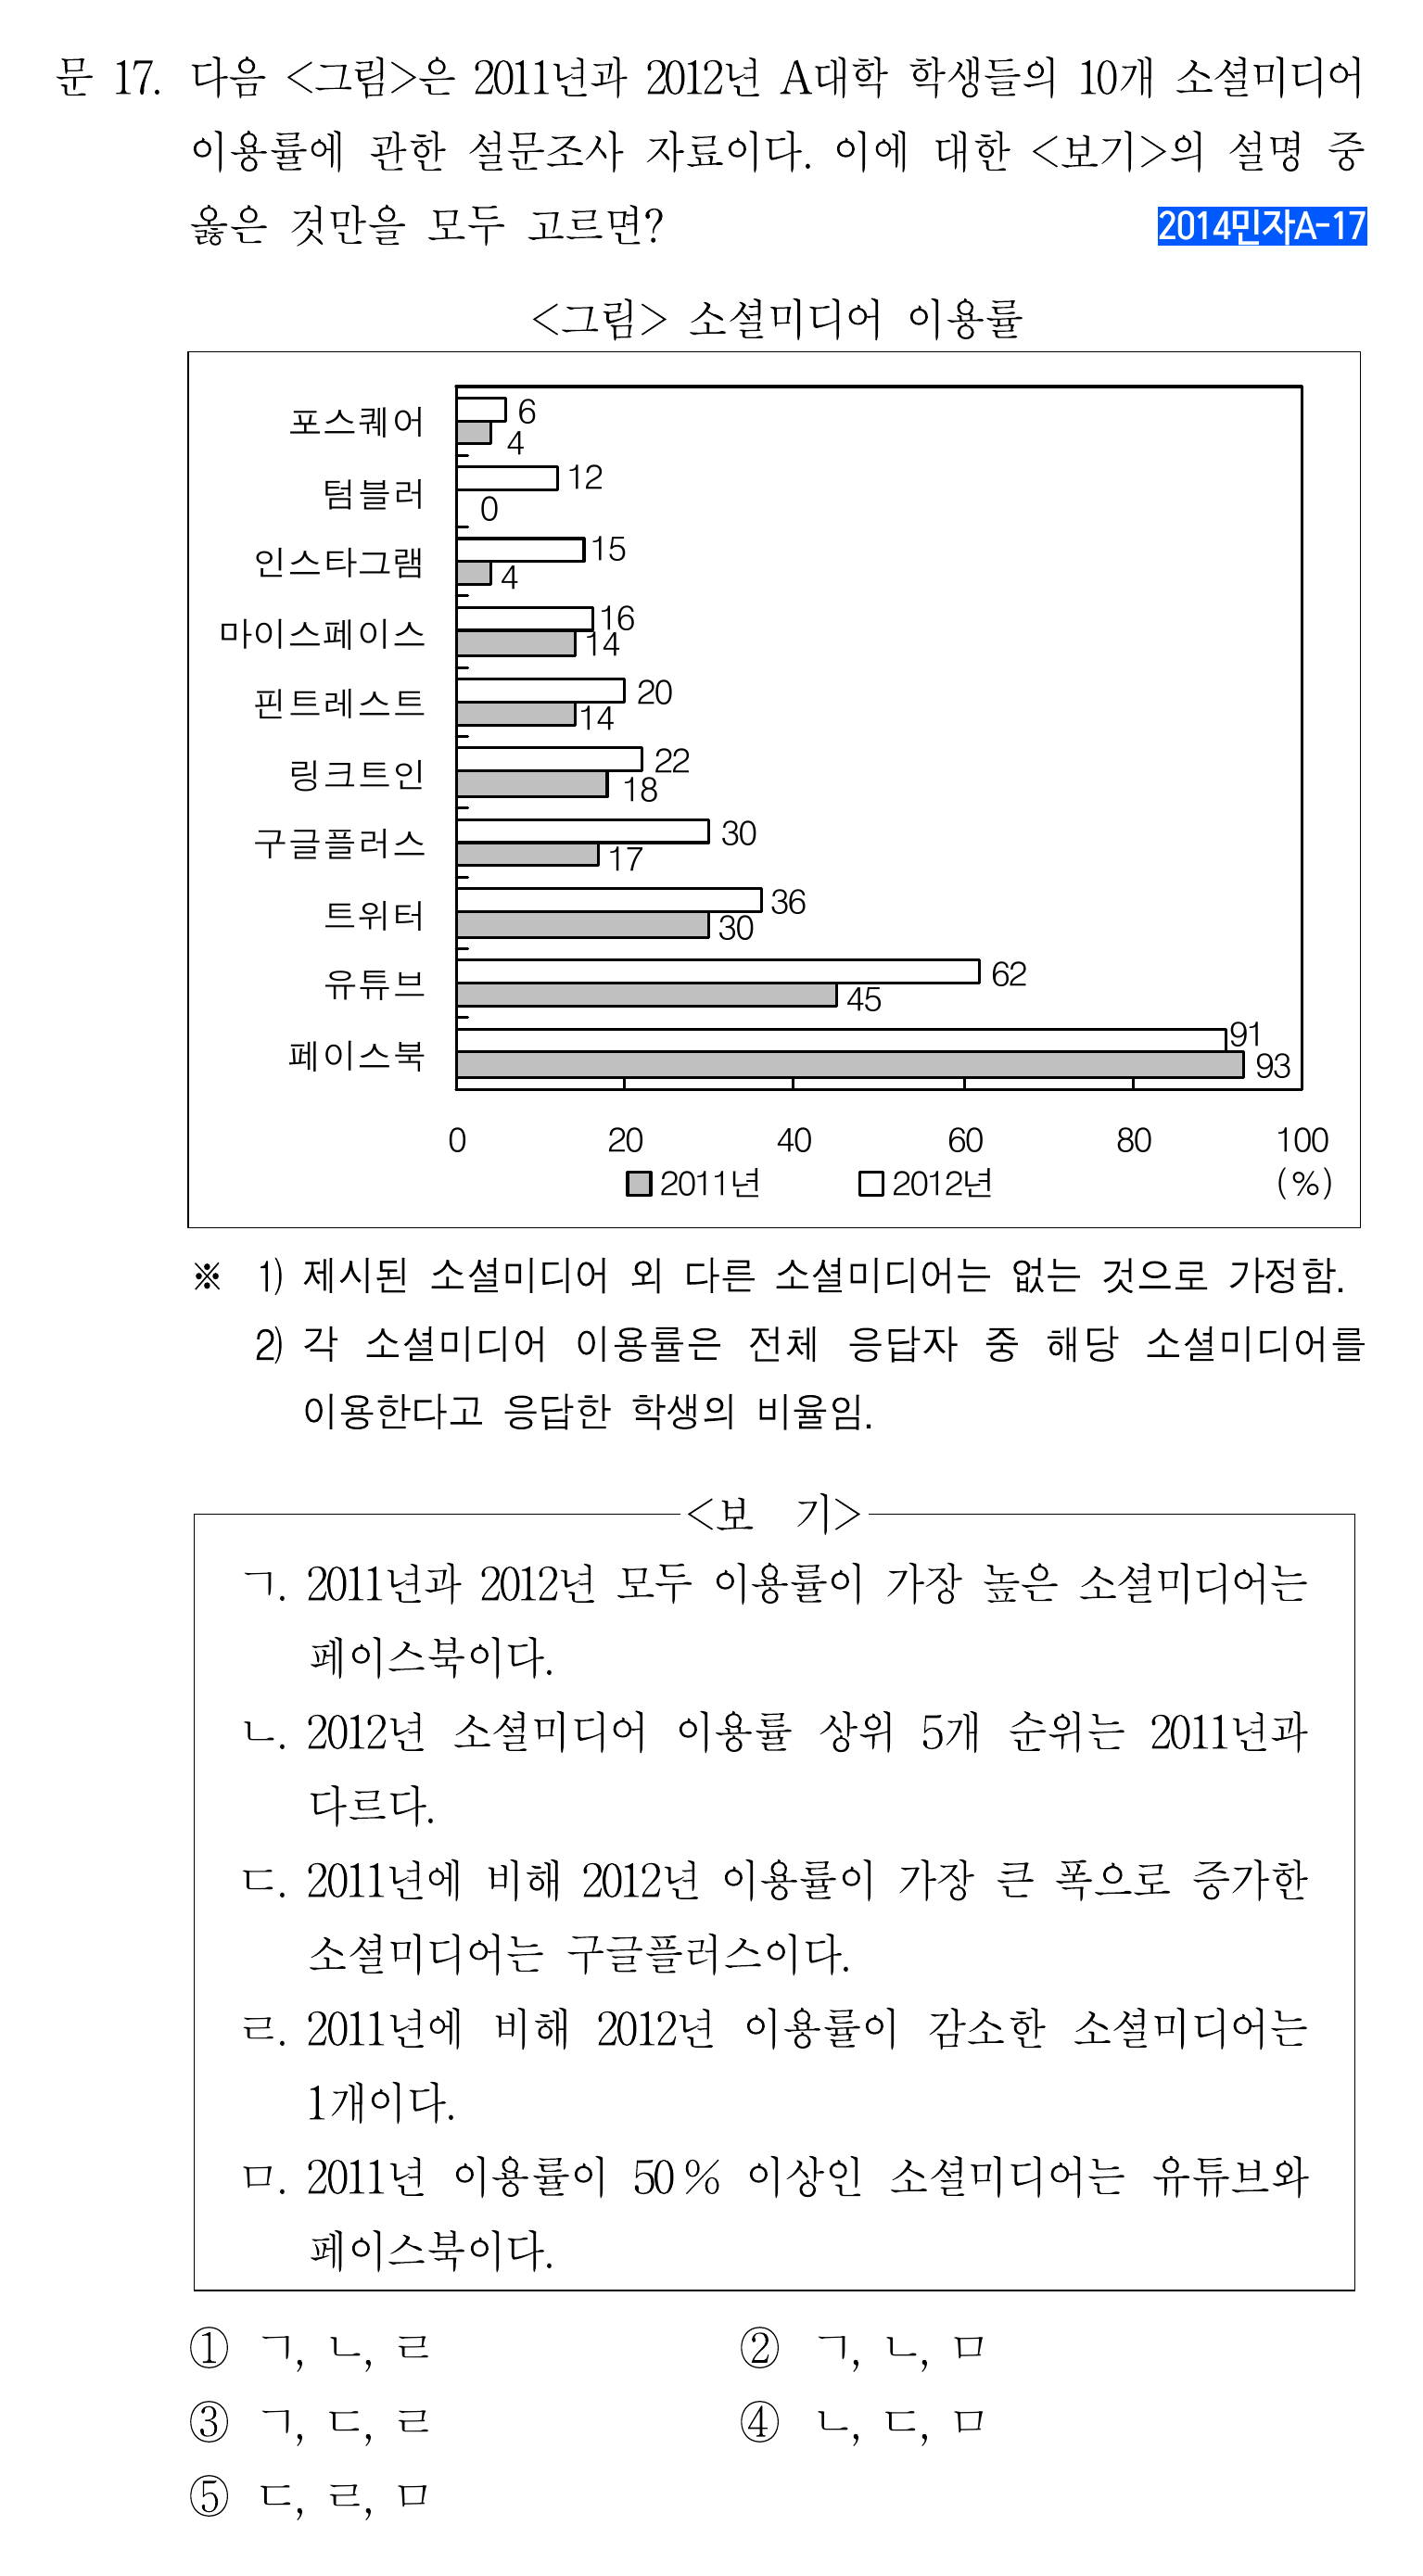 문 17. 다음 <그림>은 2011년과 2012년 A대학 학생들의 10개 소셜미디어
이용률에 관한 설문조사 자료이다. 이에 대한 <보기>의 설명 중
옳은 것만을 모두 고르면?
2014민자A-17
<그림> 소셜미디어 이용률
포스퀘어 6
4
텀블러 12
0
인스타그램 15
4
마이스페이스 16
14
핀트레스트 20
14
링크트인 22
18
구글플러스 30
17
트위터 36
30
유튜브 62
45
페이스북 91
93
0 20 40 60 80 100
2011년 2012년 (%)
※ 1) 제시된 소셜미디어 외 다른 소셜미디어는 없는 것으로 가정함.
2) 각 소셜미디어 이용률은 전체 응답자 중 해당 소셜미디어를
이용한다고 응답한 학생의 비율임.
<보 기>
ㄱ. 2011년과 2012년 모두 이용률이 가장 높은 소셜미디어는
페이스북이다.
ㄴ. 2012년 소셜미디어 이용률 상위 5개 순위는 2011년과
다르다.
ㄷ. 2011년에 비해 2012년 이용률이 가장 큰 폭으로 증가한
소셜미디어는 구글플러스이다.
ㄹ. 2011년에 비해 2012년 이용률이 감소한 소셜미디어는
1개이다.
ㅁ. 2011년 이용률이 50% 이상인 소셜미디어는 유튜브와
페이스북이다.
① ㄱ, ㄴ, ㄹ ② ㄱ, ㄴ, ㅁ
③ ㄱ, ㄷ, ㄹ ④ ㄴ, ㄷ, ㅁ
⑤ ㄷ, ㄹ, ㅁ